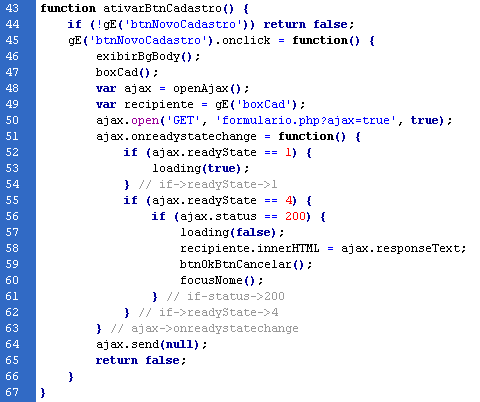 43 function ativarBtnCadastro() {
44     if (!gE('btnNovoCadastro')) return false;
45     gE('btnNovoCadastro').onclick = function() {
46         exibirBgBody();
47         boxCad();
48         var ajax = openAjax();
49         var recipiente = gE('boxCad');
50         ajax.open('GET', 'formulario.php?ajax=true', true);
51         ajax.onreadystatechange = function() {
52             if (ajax.readyState == 1) {
53                 loading(true);
54             } // if->readyState->1
55             if (ajax.readyState == 4) {
56                 if (ajax.status == 200) {
57                     loading(false);
58                     recipiente.innerHTML = ajax.responseText;
59                     btnOkBtnCancelar();
60                     focusNome();
61                 } // if-status->200
62             } // if->readyState->4
63         } // ajax->onreadystatechange
64         ajax.send(null);
65         return false;
66     }
67 }